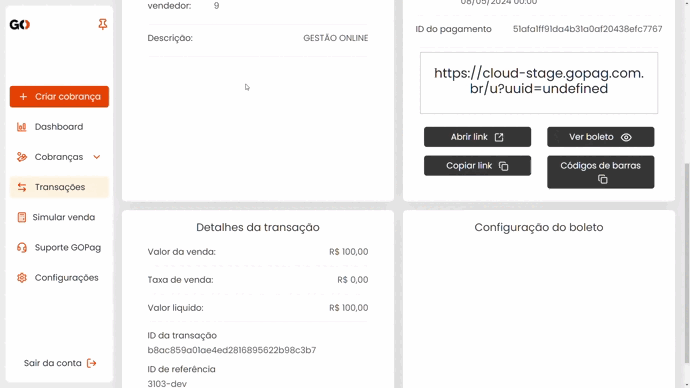 GO
Criar cobrança
Dashboard
Cobranças
Transações
Simular venda
Suporte GOPag
Configurações
Sair da conta
vendedor: 9
Descrição: GESTÃO ONLINE
08/05/2024 00:00
ID do pagamento 51afa1ff91da4b31a0af20438efc7767
https://cloud-stage.gopag.com.
br/u?uuid=undefined
Abrir link
Ver boleto
Copiar link
Códigos de barras
Detalhes da transação
Valor da venda: R$ 100,00
Taxa de venda: R$ 0,00
Valor liquido: R$ 100,00
ID da transação
b8ac859a01ae4ed2816895622b98c3b7
ID de referência
3103-dev
Configuração do boleto